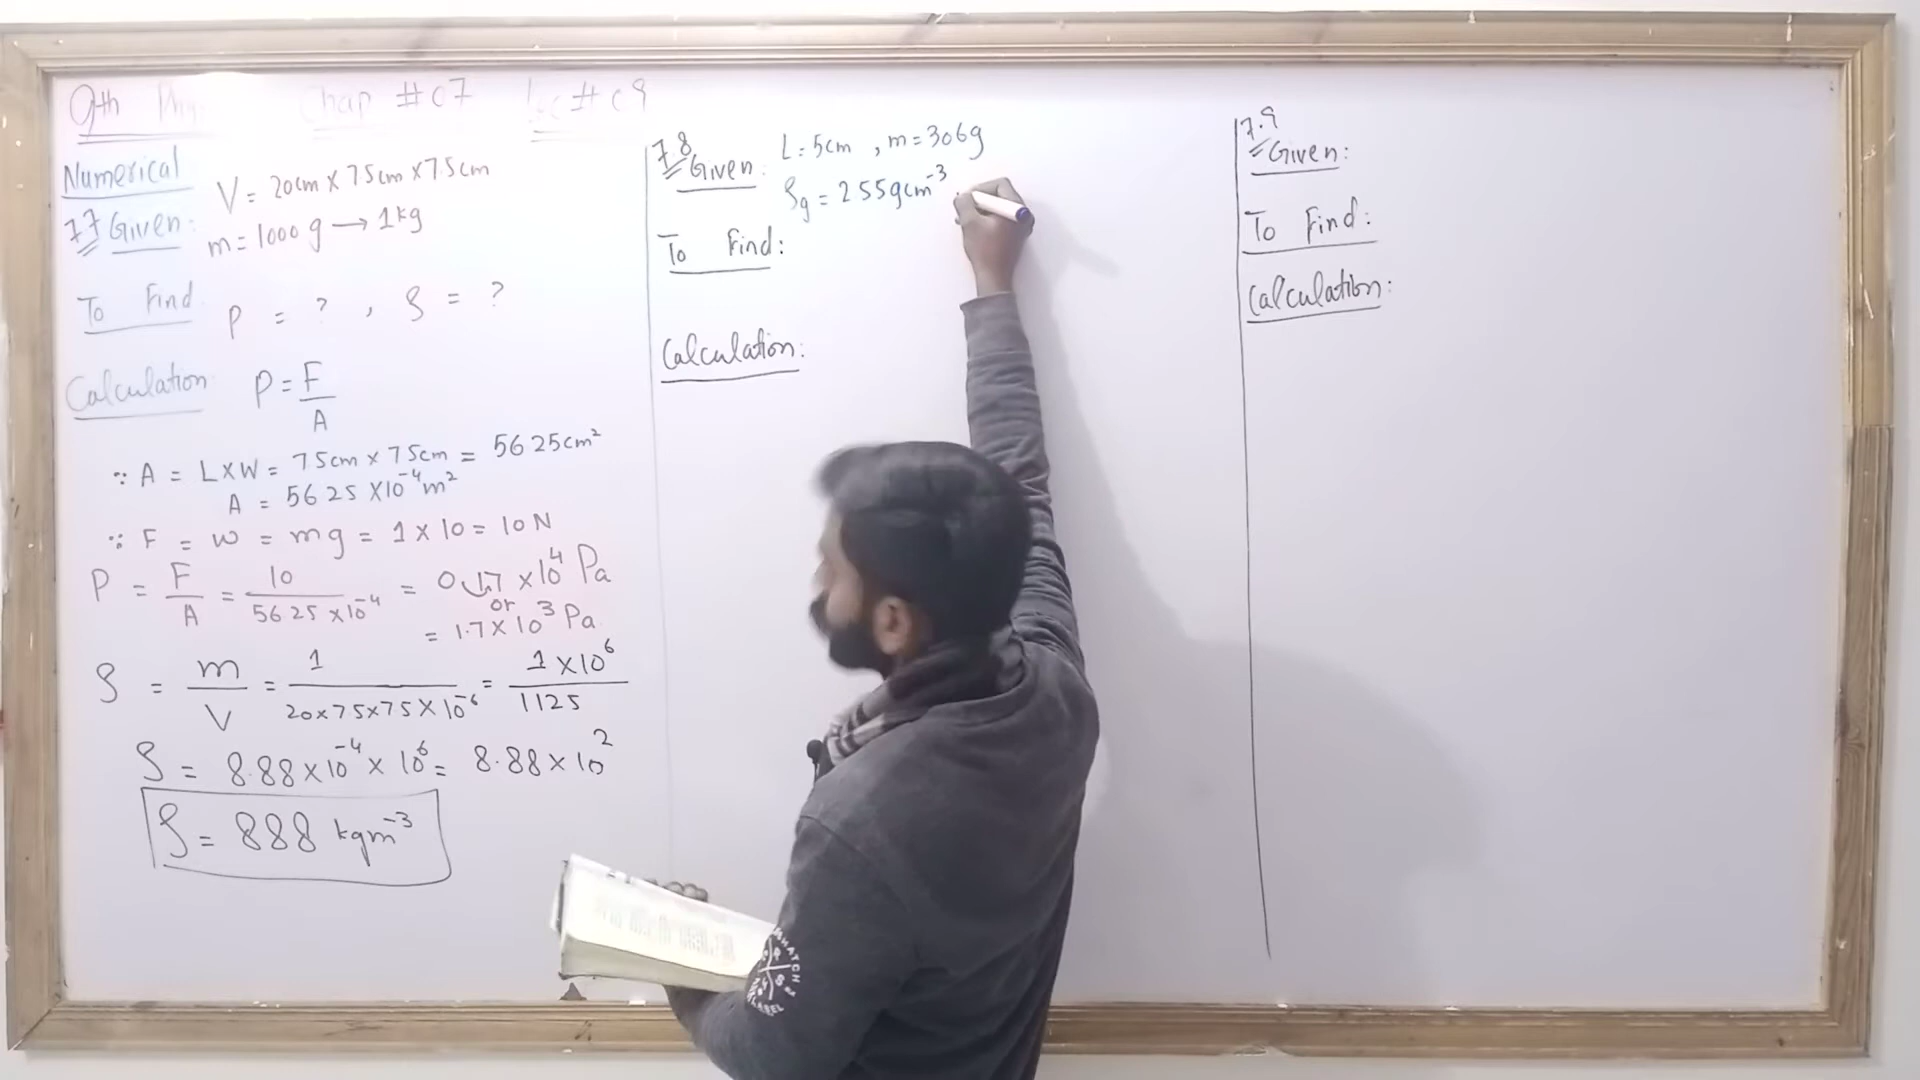 9th Phy Chap #07 Lec # 09
Numerical
7.7 Given: V = 20cm × 7.5cm × 7.5cm
m = 1000 g → 1kg
To Find P = ? , ρ = ?
Calculation P = F/A
∵ A = L×W = 7.5cm × 7.5cm = 56.25cm²
A = 56.25 ×10⁻⁴m²
∵ F = w = mg = 1 × 10 = 10N
P = F/A = 10/56.25 ×10⁻⁴ = 0.17 ×10⁴ Pa
or
= 1.7×10³ Pa
ρ = m/V = 1/20×7.5×7.5×10⁻⁶ = 1×10⁶/1125
ρ = 8.88×10⁻⁴ × 10⁶ = 8.88×10²
ρ = 888 kgm⁻³
7.8
Given: L = 5cm , m = 306g
ρg = 2.55gcm⁻³
To Find:
Calculation:
7.9
Given:
To Find:
Calculation:
LABEL